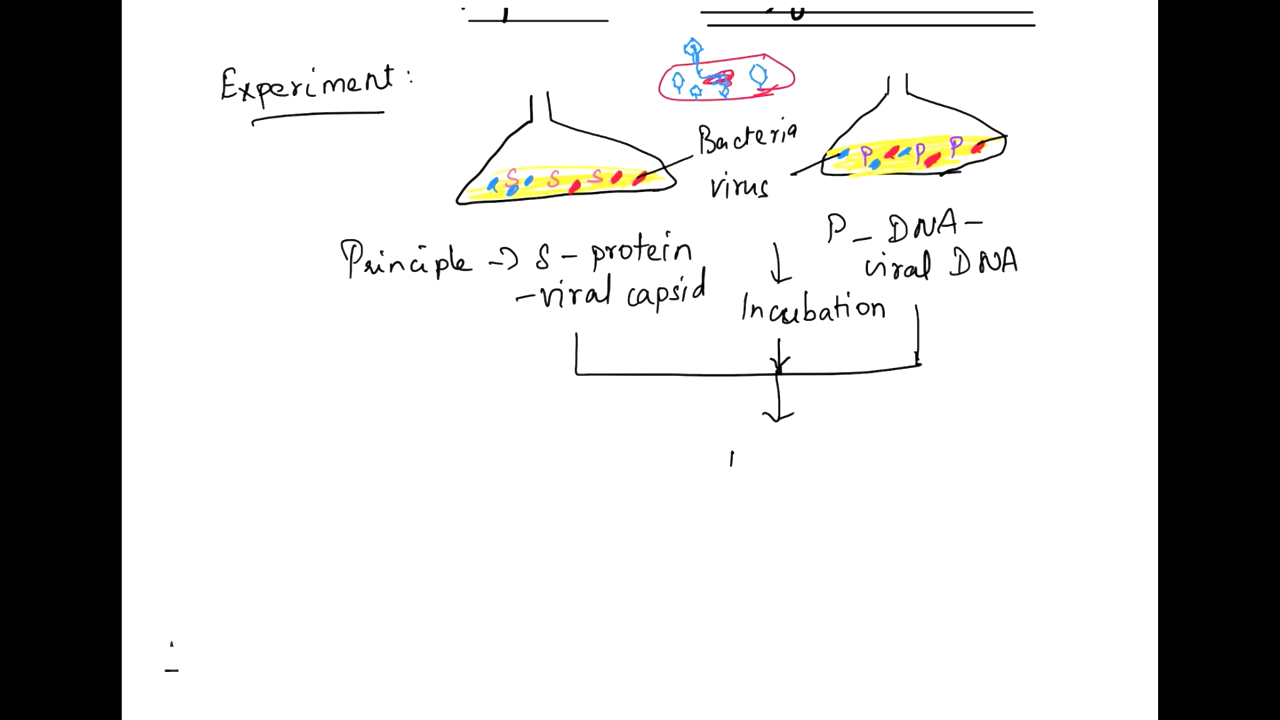 Experiment:
S S S
P P P
Bacteria
virus
Principle -> S - protein
- viral capsid
P - DNA -
viral DNA
Incubation